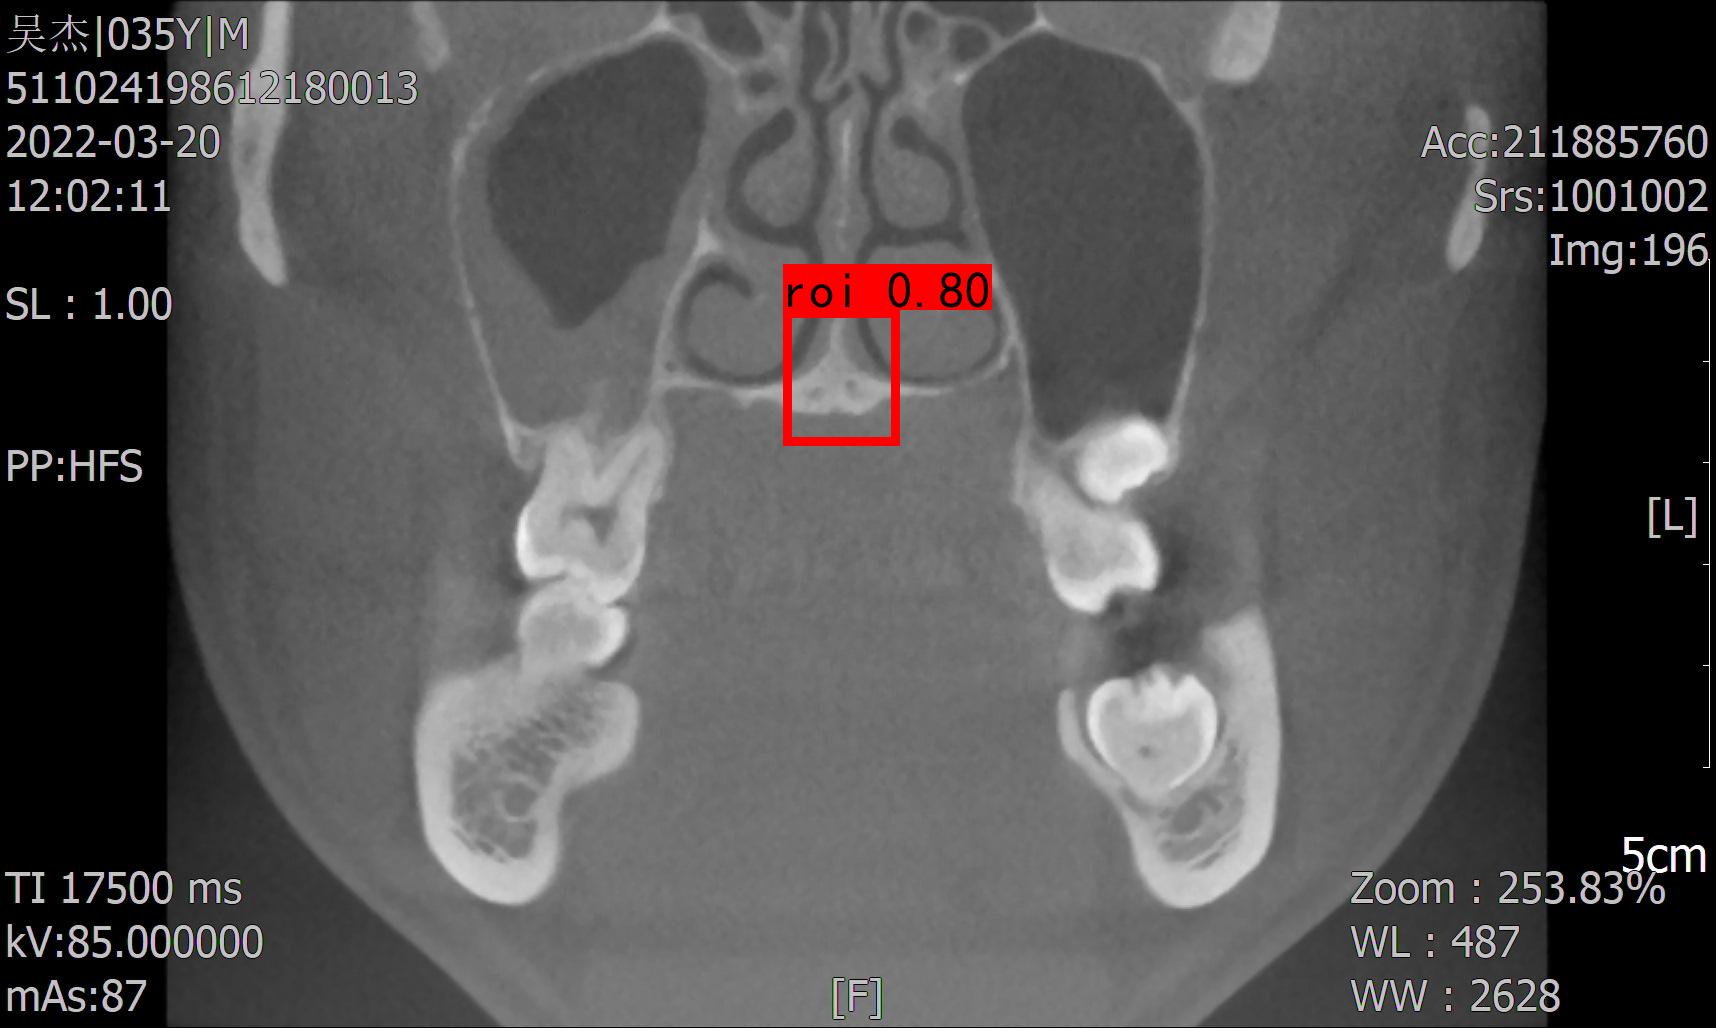 吴杰|035Y|M
511024198612180013
2022-03-20
12:02:11
SL : 1.00
PP:HFS
Acc:211885760
Srs:1001002
Img:196
roi 0.80
[L]
5cm
TI 17500 ms
kV:85.000000
mAs:87
[F]
Zoom : 253.83%
WL : 487
WW : 2628